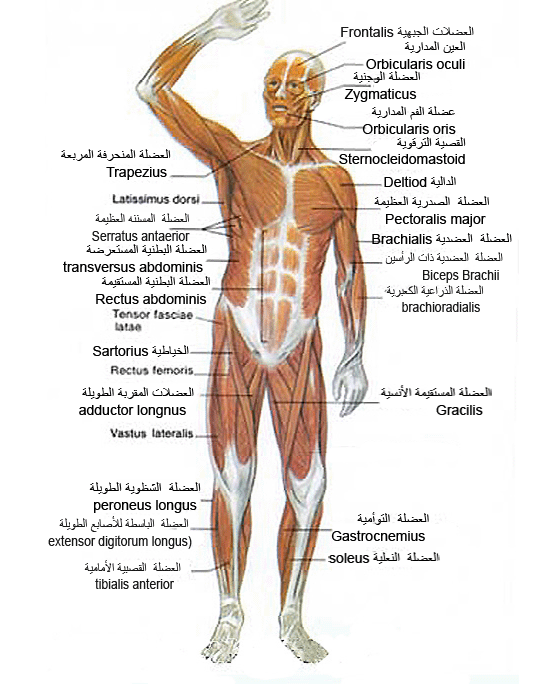 Frontalis العضلات الجبهية
العين المدارية
Orbicularis oculi
العضلة الوجنية
Zygmaticus
عضلة الفم المدارية
Orbicularis oris
القصية الترقوية
Sternocleidomastoid
Deltiod الدالية
العضلة الصدرية العظيمة
Pectoralis major
Brachialis العضلة العضدية
العضلة العضدية ذات الرأسين
Biceps Brachii
العضلة الذراعية الكعبرية
brachioradialis
العضلة المستقيمة الأنسية
Gracilis
العضلة التوأمية
Gastrocnemius
soleus العضلة النعلية
العضلة المنحرفة المربعة
Trapezius
Latissimus dorsi
العضلة المسننه العظيمة
Serratus antaerior
العضلة البطنية المستعرضة
transversus abdominis
العضلة البطنية المستقيمة
Rectus abdominis
Tensor fasciae
latae
Sartorius الخياطية
Rectus femoris
العضلات المقربة الطويلة
adductor longnus
Vastus lateralis
العضلة الشظوية الطويلة
peroneus longus
العضلة الباسطة للأصابع الطويلة
extensor digitorum longus)
العضلة القصبية الأمامية
tibialis anterior